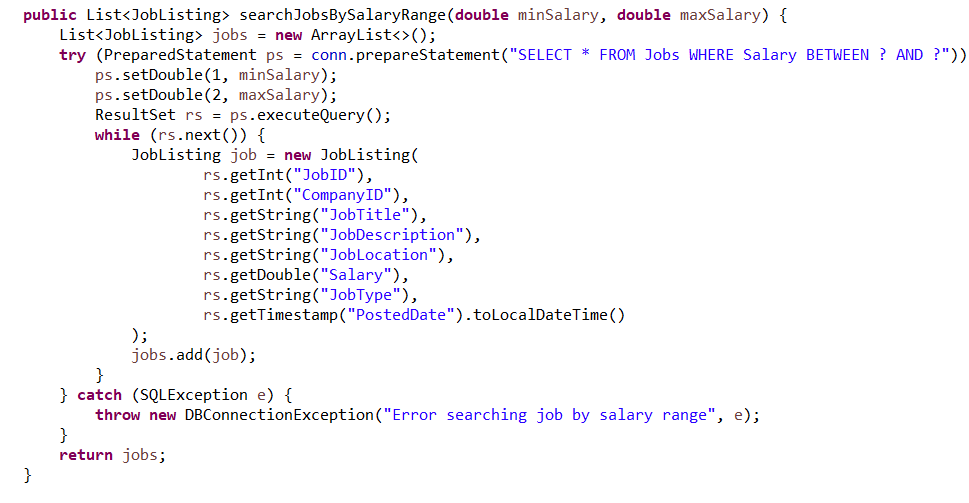 public List<JobListing> searchJobsBySalaryRange(double minSalary, double maxSalary) {
    List<JobListing> jobs = new ArrayList<>();
    try (PreparedStatement ps = conn.prepareStatement("SELECT * FROM Jobs WHERE Salary BETWEEN ? AND ?"))
        ps.setDouble(1, minSalary);
        ps.setDouble(2, maxSalary);
        ResultSet rs = ps.executeQuery();
        while (rs.next()) {
            JobListing job = new JobListing(
                    rs.getInt("JobID"),
                    rs.getInt("CompanyID"),
                    rs.getString("JobTitle"),
                    rs.getString("JobDescription"),
                    rs.getString("JobLocation"),
                    rs.getDouble("Salary"),
                    rs.getString("JobType"),
                    rs.getTimestamp("PostedDate").toLocalDateTime()
            );
            jobs.add(job);
        }
    } catch (SQLException e) {
        throw new DBConnectionException("Error searching job by salary range", e);
    }
    return jobs;
}